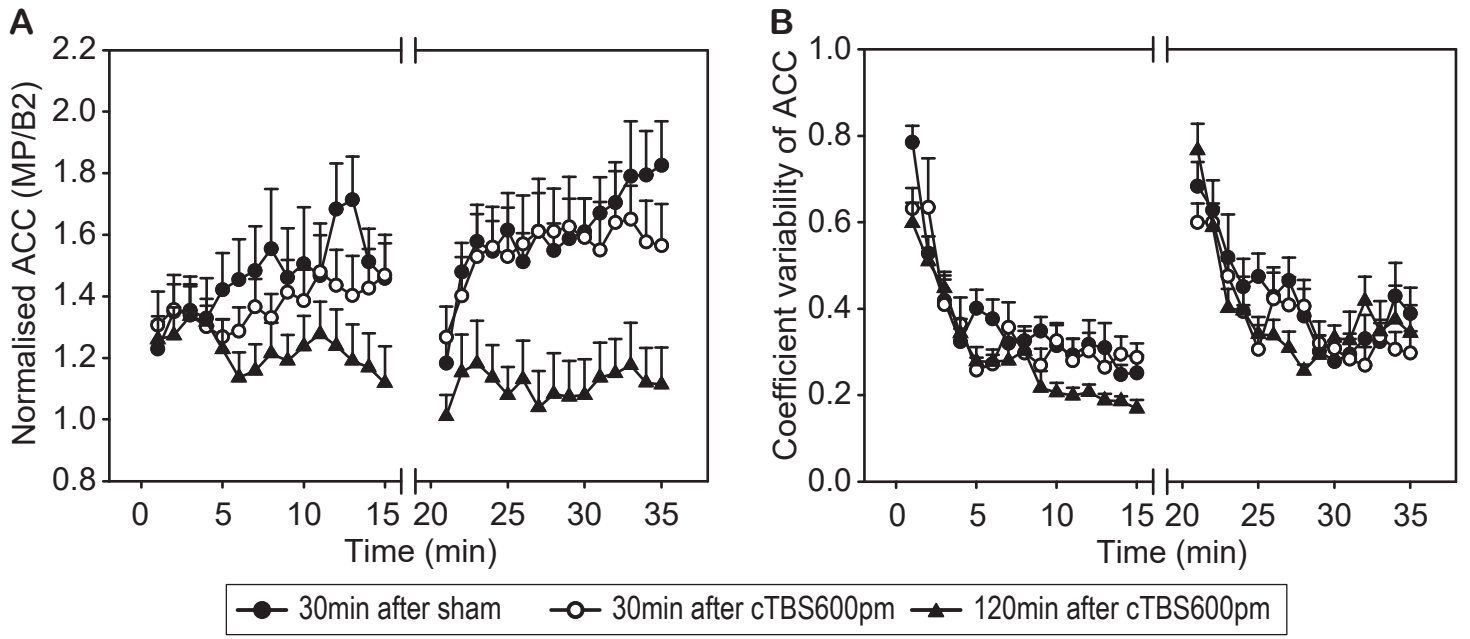 A
Normalised ACC (MP/B2)
2.2
2.0
1.8
1.6
1.4
1.2
1.0
0.8
0 5 10 15 20 25 30 35
Time (min)
B
Coefficient variability of ACC
1.0
0.8
0.6
0.4
0.2
0.0
0 5 10 15 20 25 30 35
Time (min)
30min after sham 30min after cTBS600pm 120min after cTBS600pm